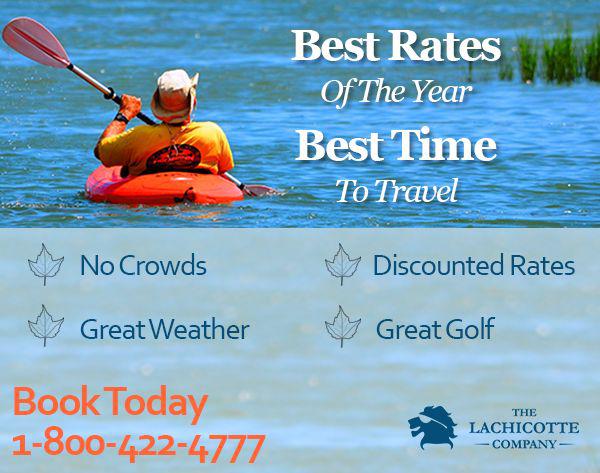 Best Rates
Of The Year
Best Time
To Travel
No Crowds
Discounted Rates
Great Weather
Great Golf
Book Today
1-800-422-4777
THE
LACHICOTTE
COMPANY